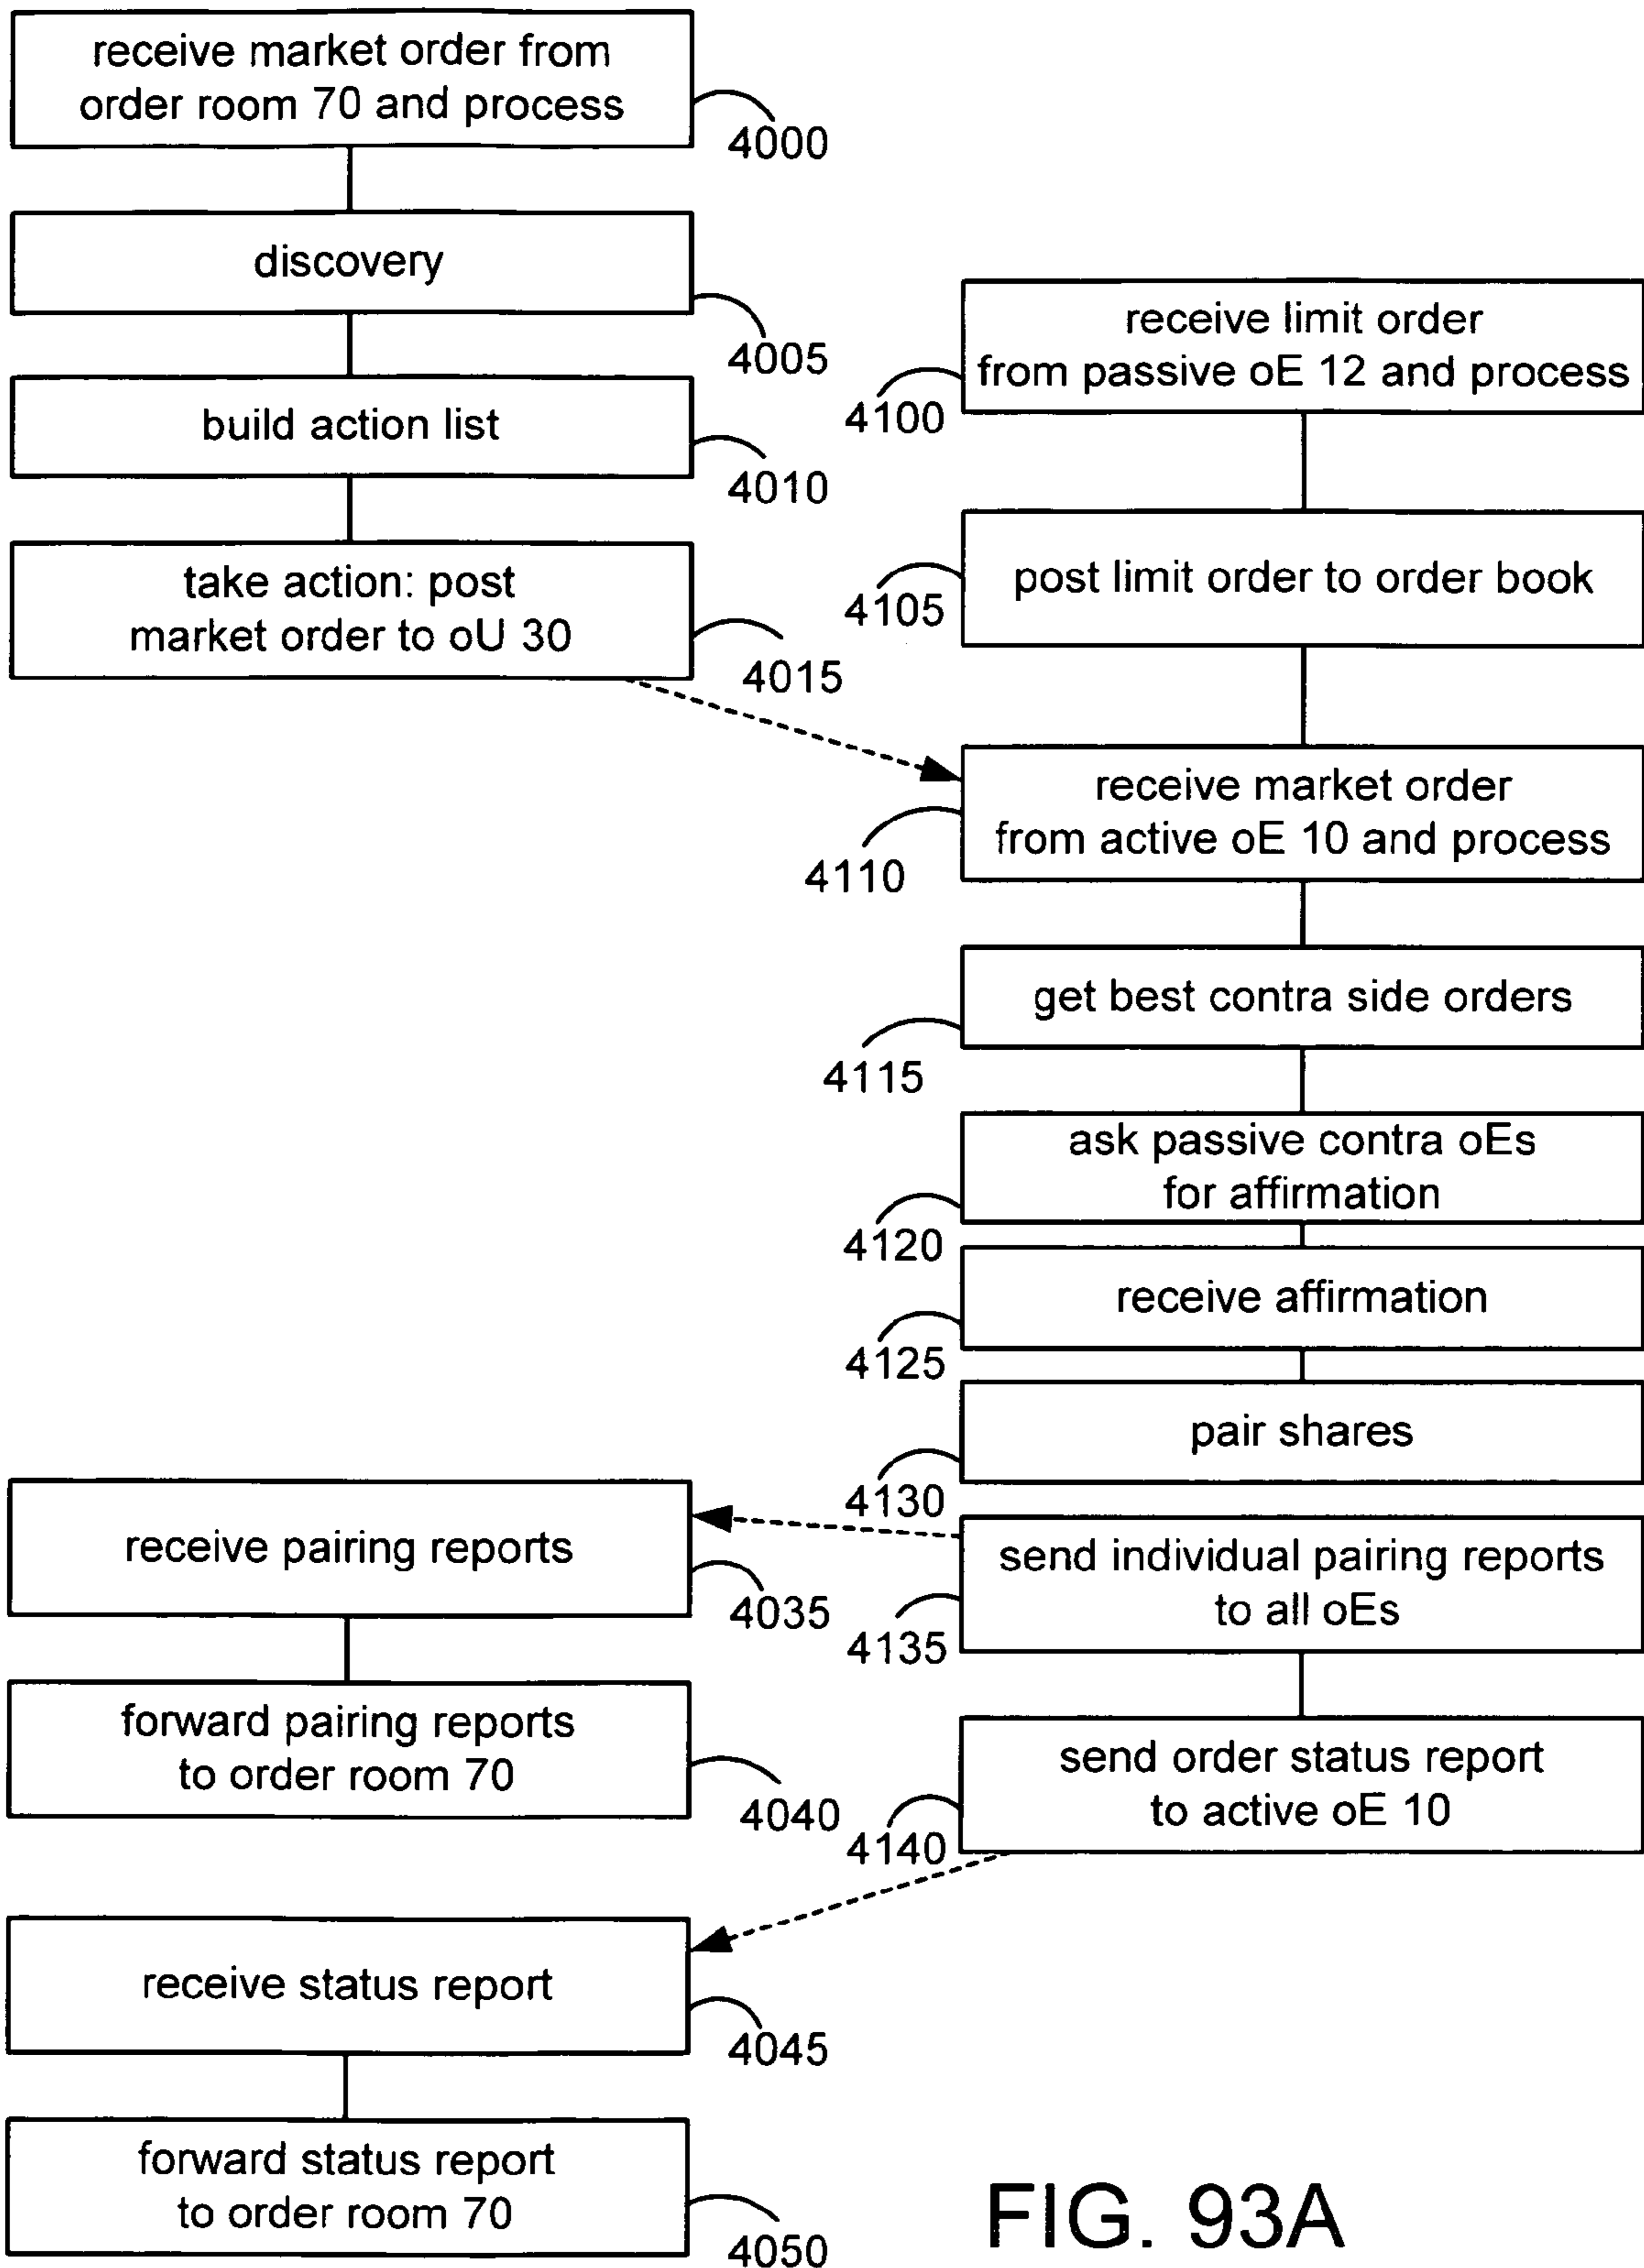 receive market order from
order room 70 and process
4000
discovery
4005
build action list
4010
take action: post
market order to oU 30
4015
receive limit order
from passive oE 12 and process
4100
post limit order to order book
4105
receive market order
from active oE 10 and process
4110
get best contra side orders
4115
ask passive contra oEs
for affirmation
4120
receive affirmation
4125
pair shares
4130
send individual pairing reports
to all oEs
4135
send order status report
to active oE 10
4140
receive pairing reports
4035
forward pairing reports
to order room 70
4040
receive status report
4045
forward status report
to order room 70
4050
FIG. 93A